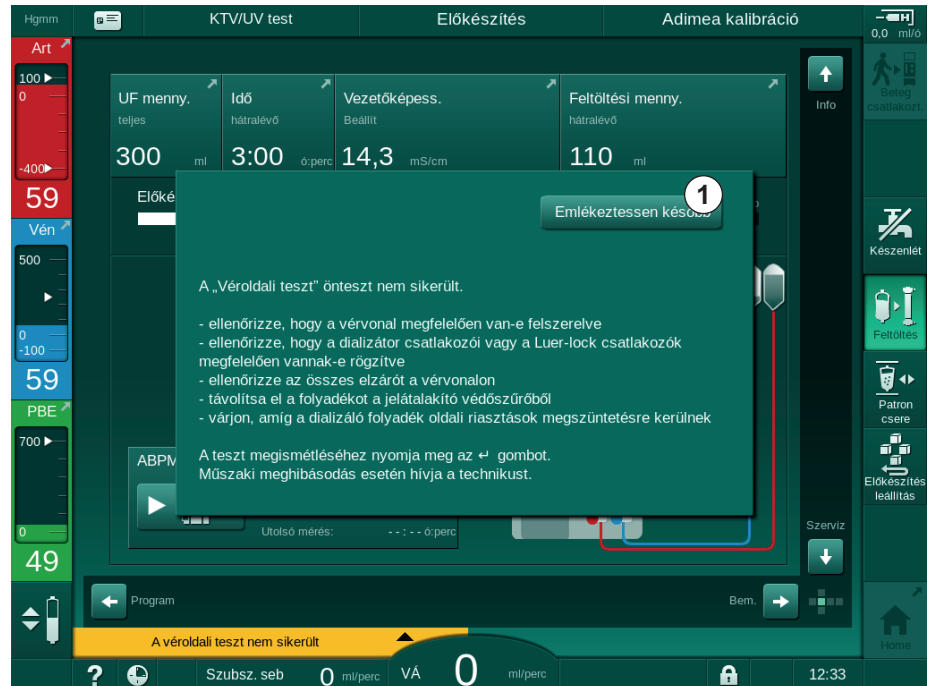 Hgmm
KTV/UV test
Előkészítés
Adimea kalibráció
0,0 ml/ó
Art
100
0
-400
59
Vén
500
0
-100
59
PBE
700
0
49
UF menny.
teljes
300 ml
Idő
hátralévő
3:00 ó:perc
Vezetőképess.
Beállít
14,3 mS/cm
Feltöltési menny.
hátralévő
110 ml
Info
Beteg
csatlakozt.
Készenlét
Feltöltés
Patron
csere
Előkészítés
leállítás
Home
Emlékeztessen később
1
A „Véroldali teszt" önteszt nem sikerült.
- ellenőrizze, hogy a vérvonal megfelelően van-e felszerelve
- ellenőrizze, hogy a dializátor csatlakozói vagy a Luer-lock csatlakozók
megfelelően vannak-e rögzítve
- ellenőrizze az összes elzárót a vérvonalon
- távolítsa el a folyadékot a jelátalakító védőszűrőből
- várjon, amíg a dializáló folyadék oldali riasztások megszüntetésre kerülnek
A teszt megismétléséhez nyomja meg az ↵ gombot.
Műszaki meghibásodás esetén hívja a technikust.
ABPM
Utolsó mérés: --:-- ó:perc
Szerviz
Program
Bem.
A véroldali teszt nem sikerült
?
Szubsz. seb 0 ml/perc
VÁ 0 ml/perc
12:33